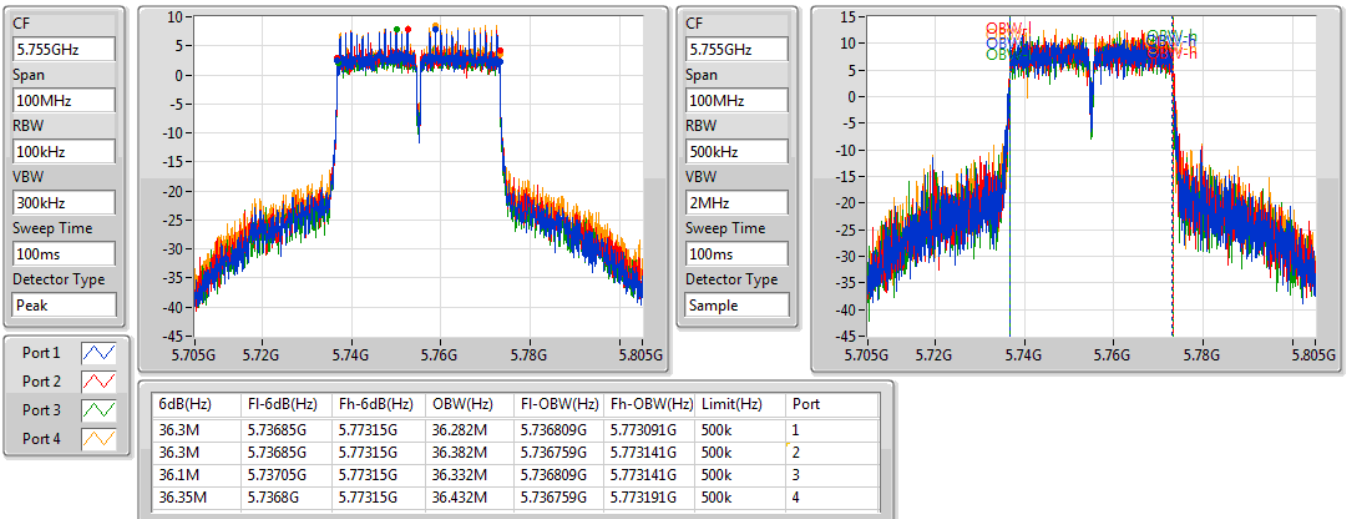 CF
5.755GHz
Span
100MHz
RBW
100kHz
VBW
300kHz
Sweep Time
100ms
Detector Type
Peak
Port 1
Port 2
Port 3
Port 4
10
5
0
-5
-10
-15
-20
-25
-30
-35
-40
-45
5.705G 5.72G 5.74G 5.76G 5.78G 5.805G
CF
5.755GHz
Span
100MHz
RBW
500kHz
VBW
2MHz
Sweep Time
100ms
Detector Type
Sample
15
10
5
0
-5
-10
-15
-20
-25
-30
-35
-40
-45
OBW-h
5.705G 5.72G 5.74G 5.76G 5.78G 5.805G
6dB(Hz) Fl-6dB(Hz) Fh-6dB(Hz) OBW(Hz) Fl-OBW(Hz) Fh-OBW(Hz) Limit(Hz) Port
36.3M 5.73685G 5.77315G 36.282M 5.736809G 5.773091G 500k 1
36.3M 5.73685G 5.77315G 36.382M 5.736759G 5.773141G 500k 2
36.1M 5.73705G 5.77315G 36.332M 5.736809G 5.773141G 500k 3
36.35M 5.7368G 5.77315G 36.432M 5.736759G 5.773191G 500k 4